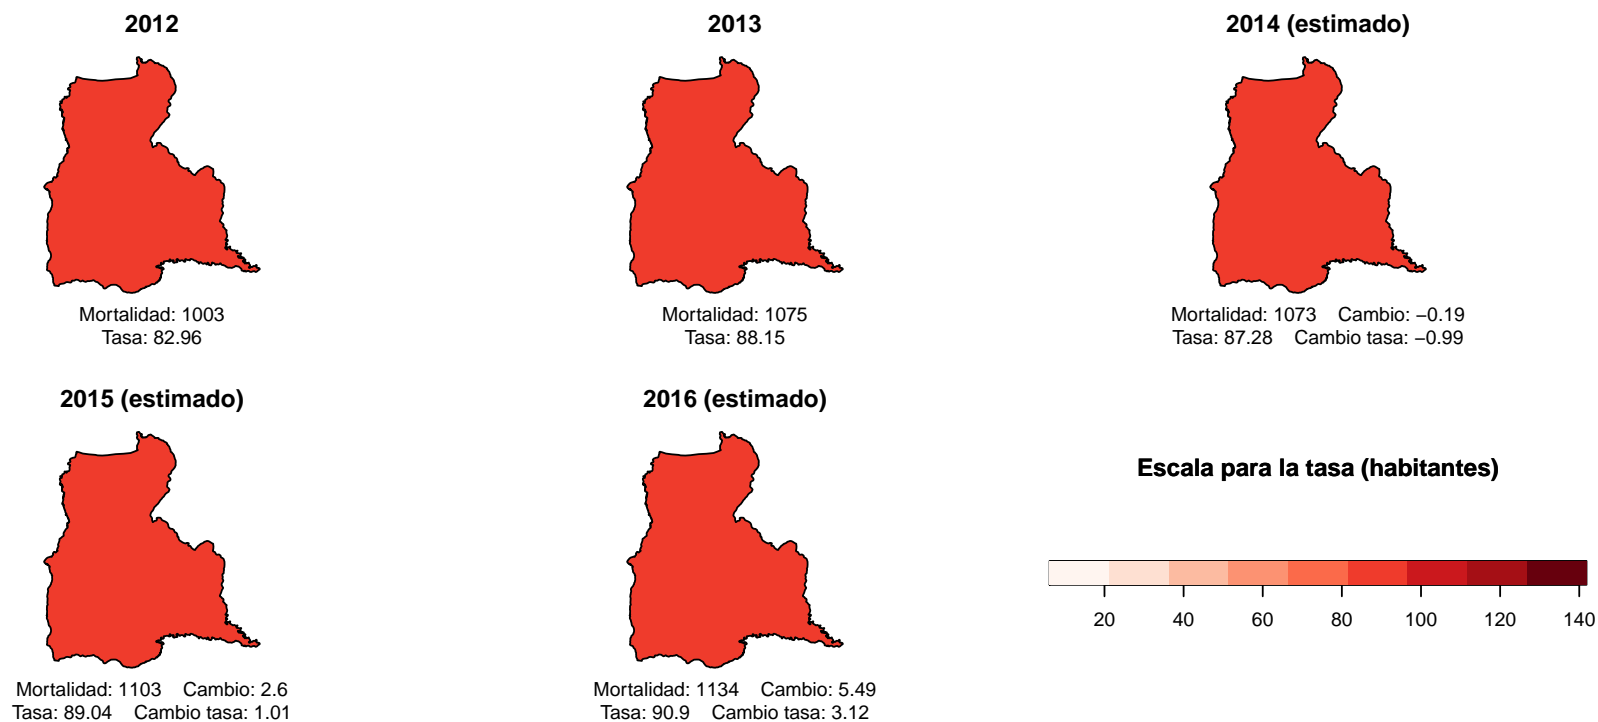 2012
Mortalidad: 1003
Tasa: 82.96
2013
Mortalidad: 1075
Tasa: 88.15
2014 (estimado)
Mortalidad: 1073 Cambio: −0.19
Tasa: 87.28 Cambio tasa: −0.99
2015 (estimado)
Mortalidad: 1103 Cambio: 2.6
Tasa: 89.04 Cambio tasa: 1.01
2016 (estimado)
Mortalidad: 1134 Cambio: 5.49
Tasa: 90.9 Cambio tasa: 3.12
Escala para la tasa (habitantes)
20 40 60 80 100 120 140